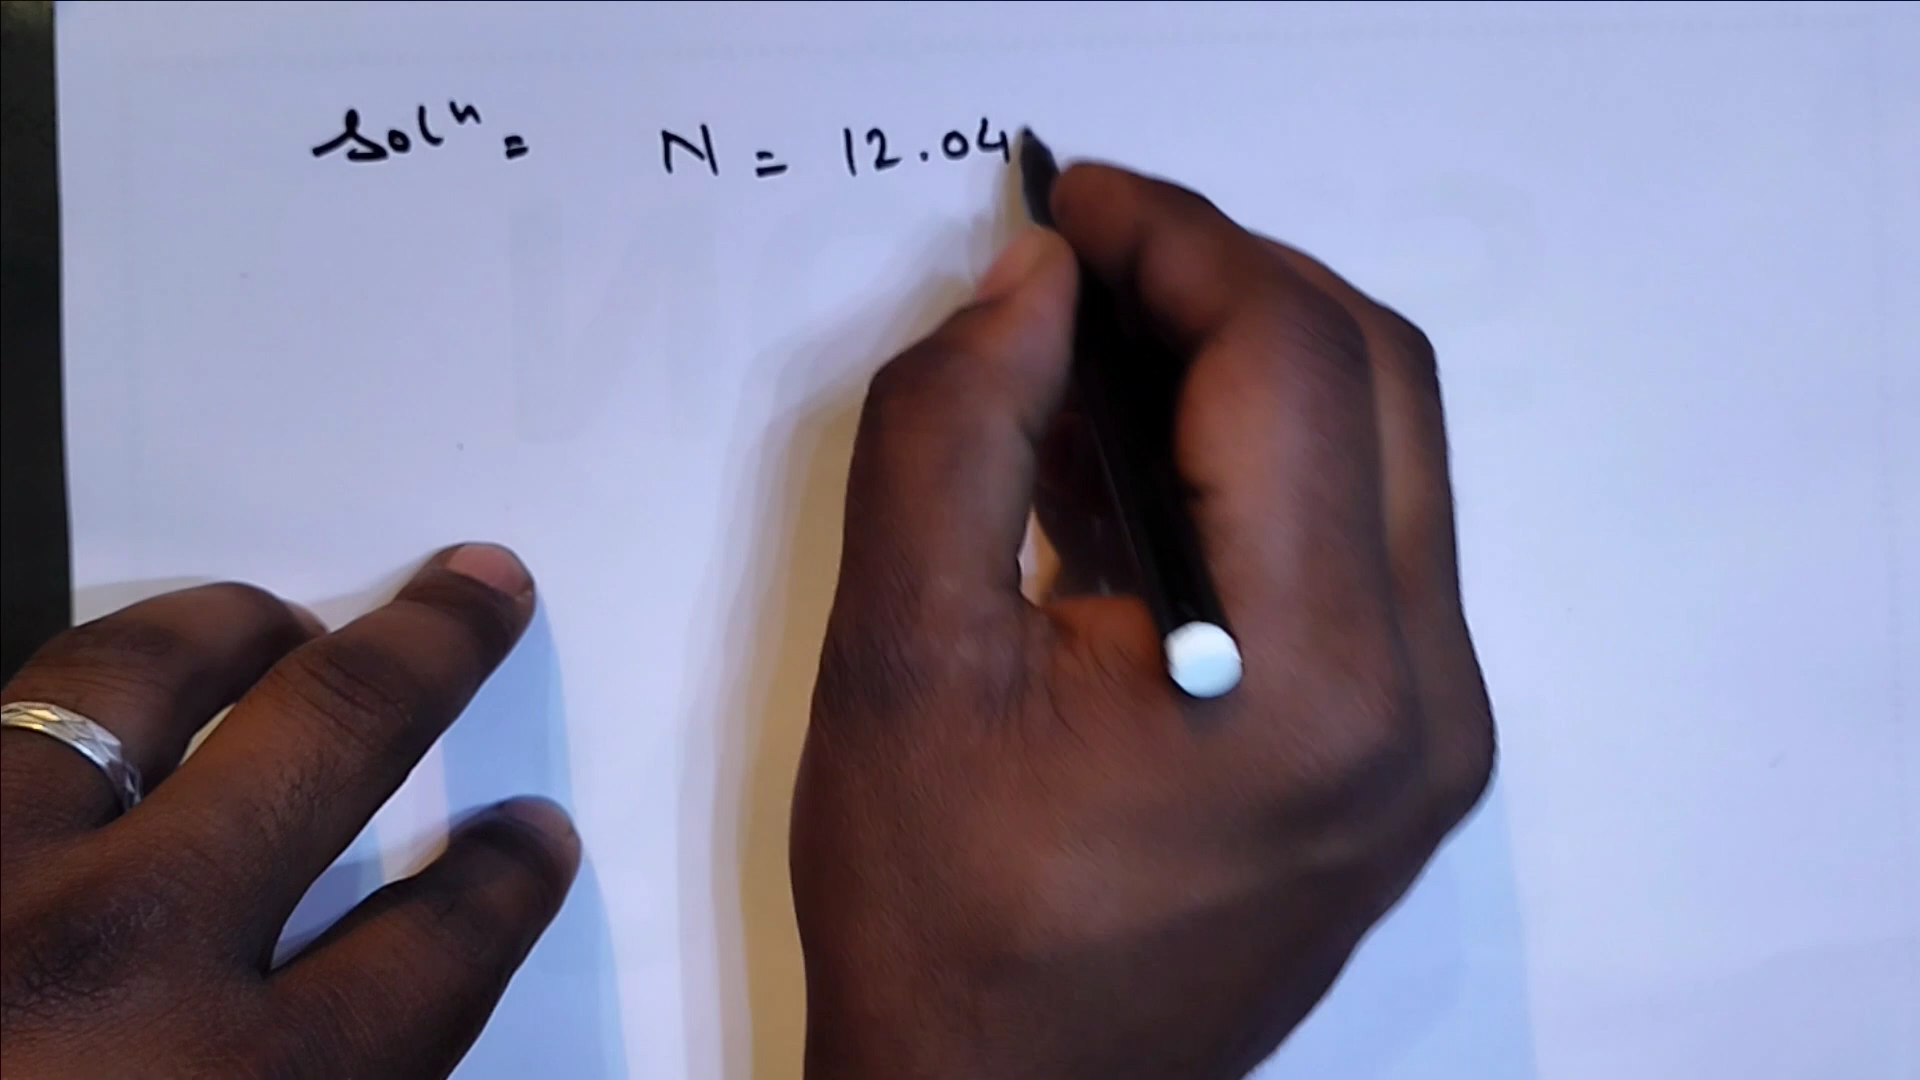 Solⁿ = N = 12.04